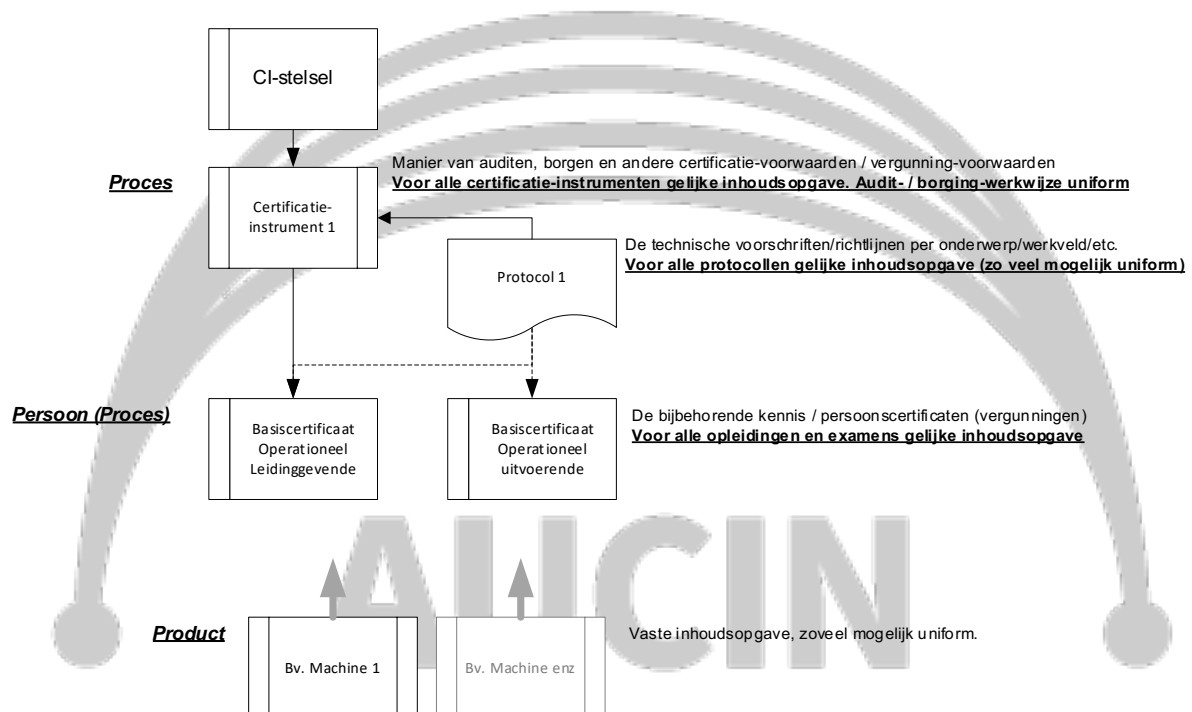 CI-stelsel
Manier van auditen, borgen en andere certificatie-voorwaarden / vergunning-voorwaarden
Voor alle certificatie-instrumenten gelijke inhoudsopgave. Audit- / borging-werkwijze uniform
Proces
Certificatie-
instrument 1
De technische voorschriften/richtlijnen per onderwerp/werkveld/etc.
Voor alle protocollen gelijke inhoudsopgave (zo veel mogelijk uniform)
Protocol 1
Persoon (Proces)
Basiscertificaat
Operationeel
Leidinggevende
Basiscertificaat
Operationeel
uitvoerende
De bijbehorende kennis / persoonscertificaten (vergunningen)
Voor alle opleidingen en examens gelijke inhoudsopgave
AUCIN
Product
Bv. Machine 1
Bv. Machine enz
Vaste inhoudsopgave, zoveel mogelijk uniform.